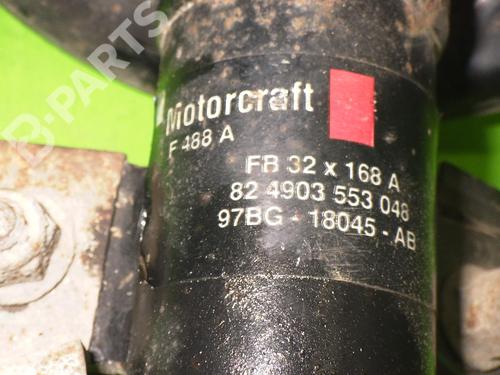 Motorcraft
F 488 A
FB 32 x 168 A
82 4903 553 048
97BG - 18045 - AB
B-PARTS